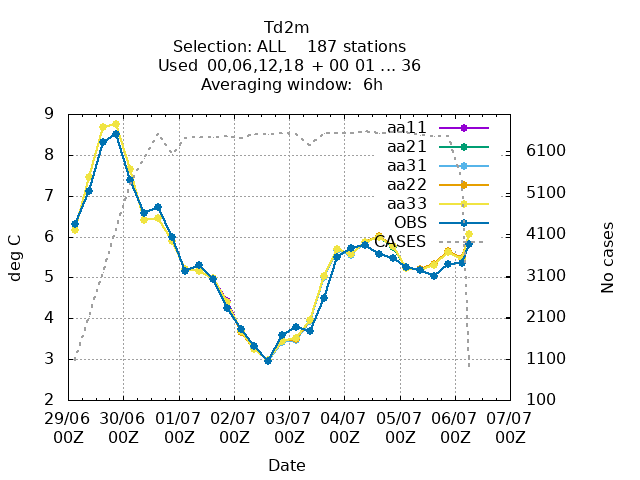 Td2m
Selection: ALL 187 stations
Used 00,06,12,18 + 00 01 ... 36
Averaging window: 6h
9
8
7
6
5
4
3
2
deg C
6100
5100
4100
3100
2100
1100
100
No cases
aa11
aa21
aa31
aa22
aa33
OBS
CASES
29/06 30/06 01/07 02/07 03/07 04/07 05/07 06/07 07/07
00Z 00Z 00Z 00Z 00Z 00Z 00Z 00Z 00Z
Date